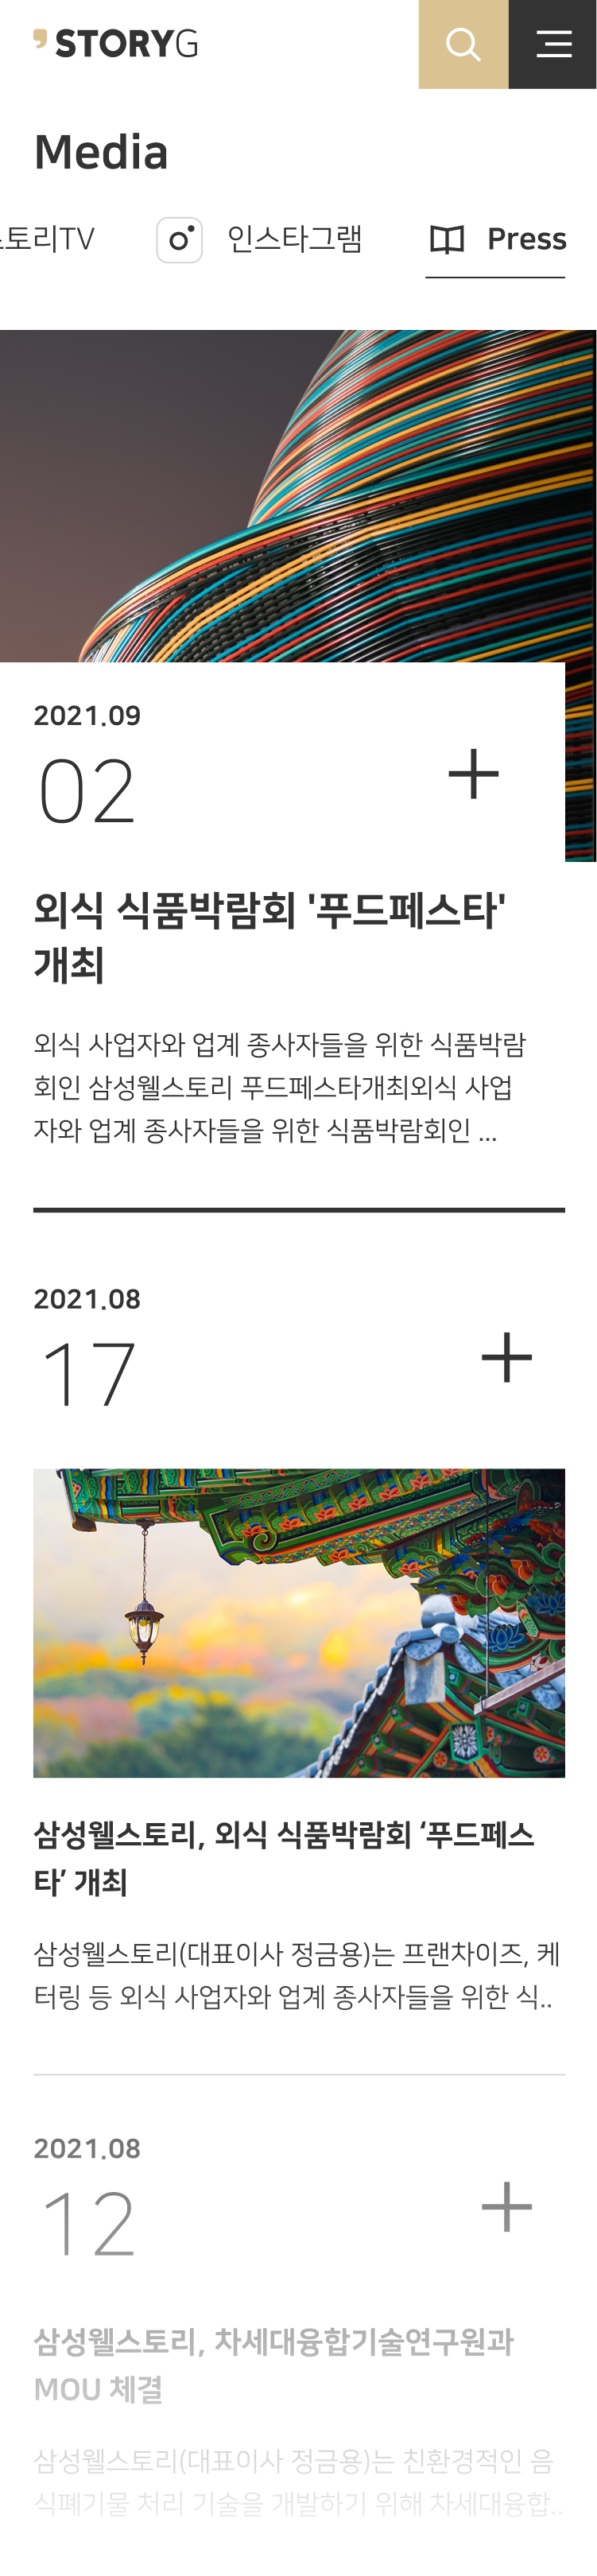 STORYG
Media
토리TV 인스타그램 Press
2021.09
02
외식 식품박람회 '푸드페스타'
개최
외식 사업자와 업계 종사자들을 위한 식품박람
회인 삼성웰스토리 푸드페스타개최외식 사업
자와 업계 종사자들을 위한 식품박람회인 ...
2021.08
17
삼성웰스토리, 외식 식품박람회 ‘푸드페스
타’ 개최
삼성웰스토리(대표이사 정금용)는 프랜차이즈, 케
터링 등 외식 사업자와 업계 종사자들을 위한 식..
2021.08
12
삼성웰스토리, 차세대융합기술연구원과
MOU 체결
삼성웰스토리(대표이사 정금용)는 친환경적인 음
식폐기물 처리 기술을 개발하기 위해 차세대융합..